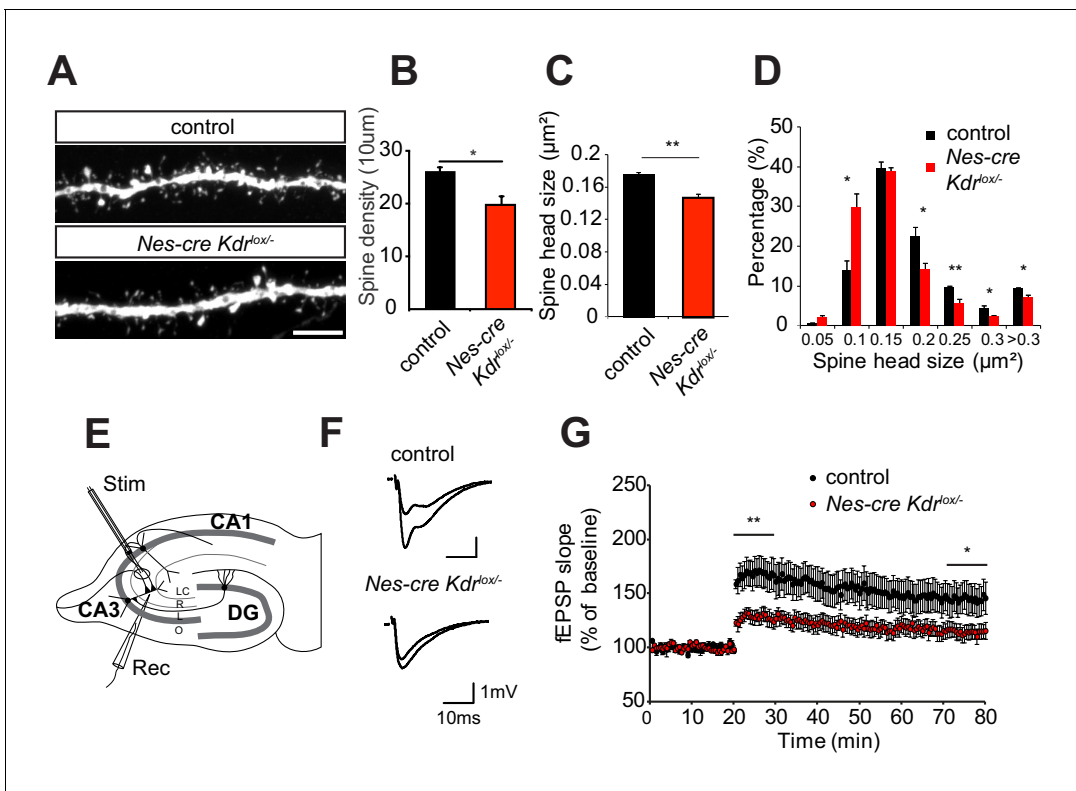 A
control
Nes-cre Kdrlox/-
B
Spine density (10um)
30
20
10
0
*
control
Nes-cre
Kdrlox/-
C
Spine head size (µm²)
0.2
0.16
0.12
0.08
0.04
0
**
control
Nes-cre
Kdrlox/-
D
Percentage (%)
50
40
30
20
10
0
control
Nes-cre
Kdrlox/-
*
*
**
*
*
0.05 0.1 0.15 0.2 0.25 0.3 >0.3
Spine head size (µm²)
E
Stim
CA1
CA3
DG
LC
R
L
O
Rec
F
control
Nes-cre Kdrlox/-
1mV
10ms
G
control
Nes-cre Kdrlox/-
fEPSP slope
(% of baseline)
250
200
150
100
50
**
*
0 10 20 30 40 50 60 70 80
Time (min)